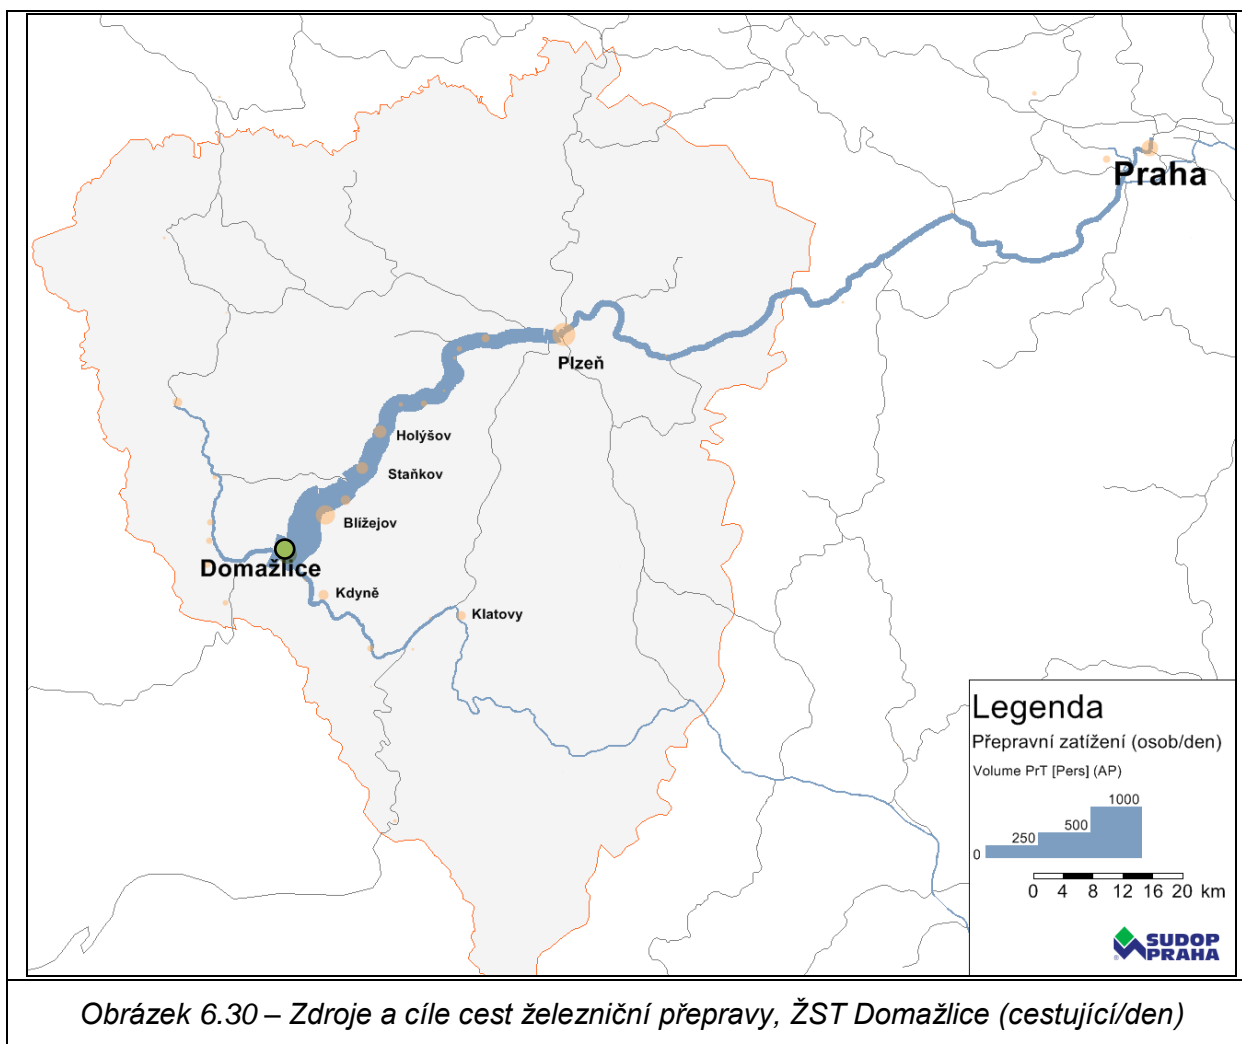 Praha
Plzeň
Holýšov
Staňkov
Blížejov
Domažlice
Kdyně
Klatovy
Legenda
Přepravní zatížení (osob/den)
Volume PrT [Pers] (AP)
1000
500
250
0
0 4 8 12 16 20 km
SUDOP
® PRAHA
Obrázek 6.30 – Zdroje a cíle cest železniční přepravy, ŽST Domažlice (cestující/den)